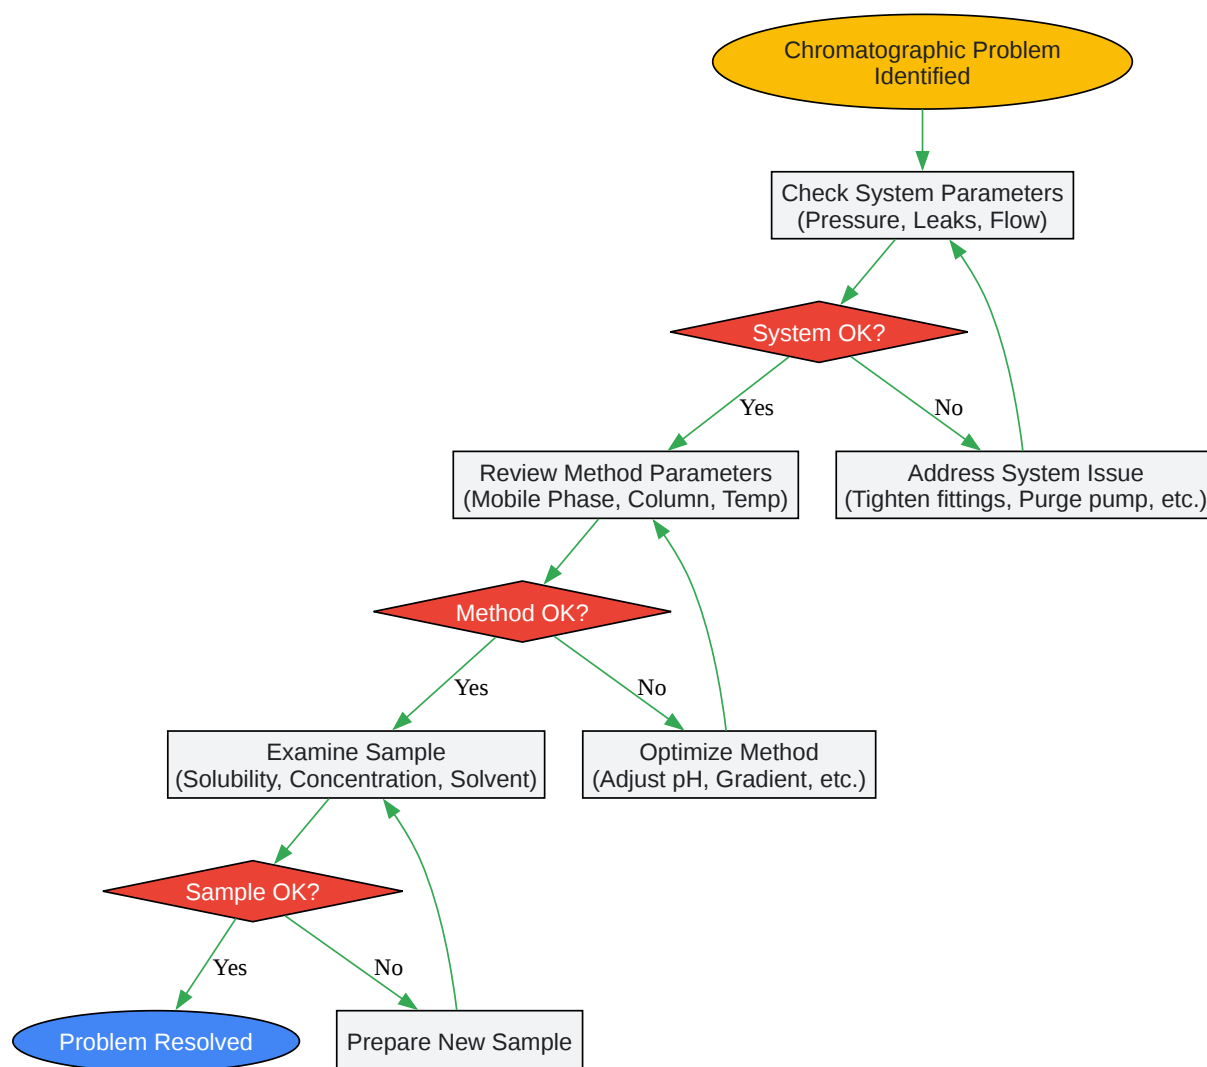 Chromatographic Problem
Identified
Check System Parameters
(Pressure, Leaks, Flow)
System OK?
Yes
No
Review Method Parameters
(Mobile Phase, Column, Temp)
Address System Issue
(Tighten fittings, Purge pump, etc.)
Method OK?
Yes
No
Examine Sample
(Solubility, Concentration, Solvent)
Optimize Method
(Adjust pH, Gradient, etc.)
Sample OK?
Yes
No
Problem Resolved
Prepare New Sample